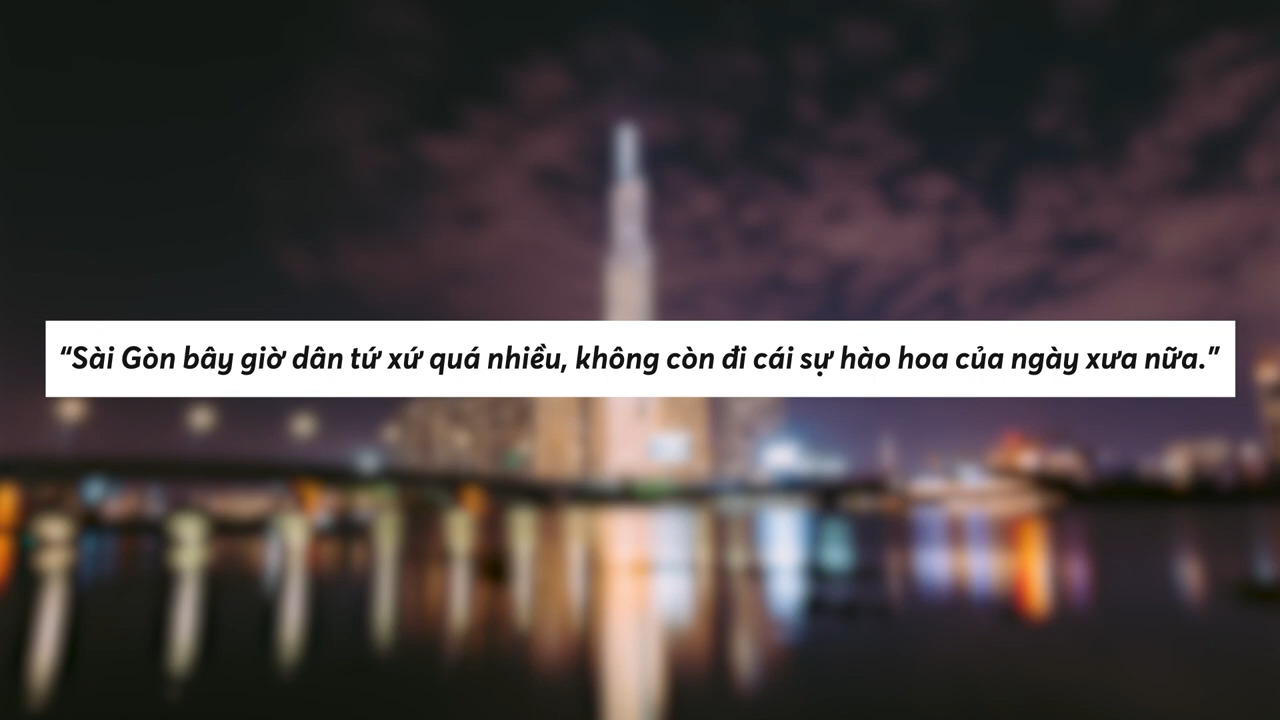 “Sài Gòn bây giờ dân tứ xứ quá nhiều, không còn đi cái sự hào hoa của ngày xưa nữa.”